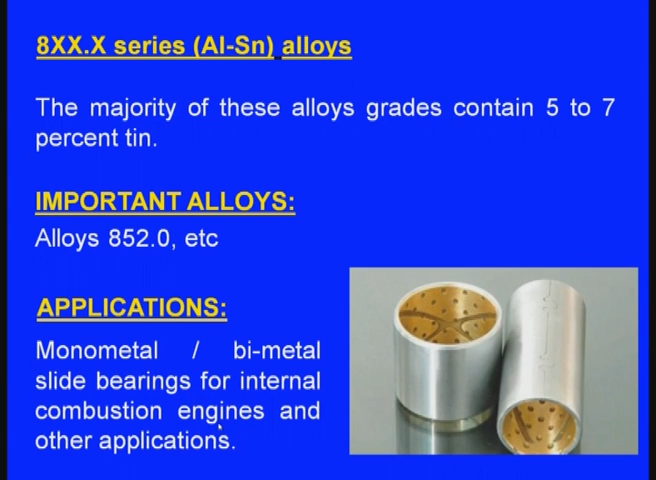 8XX.X series (Al-Sn) alloys
The majority of these alloys grades contain 5 to 7
percent tin.
IMPORTANT ALLOYS:
Alloys 852.0, etc
APPLICATIONS:
Monometal / bi-metal
slide bearings for internal
combustion engines and
other applications.